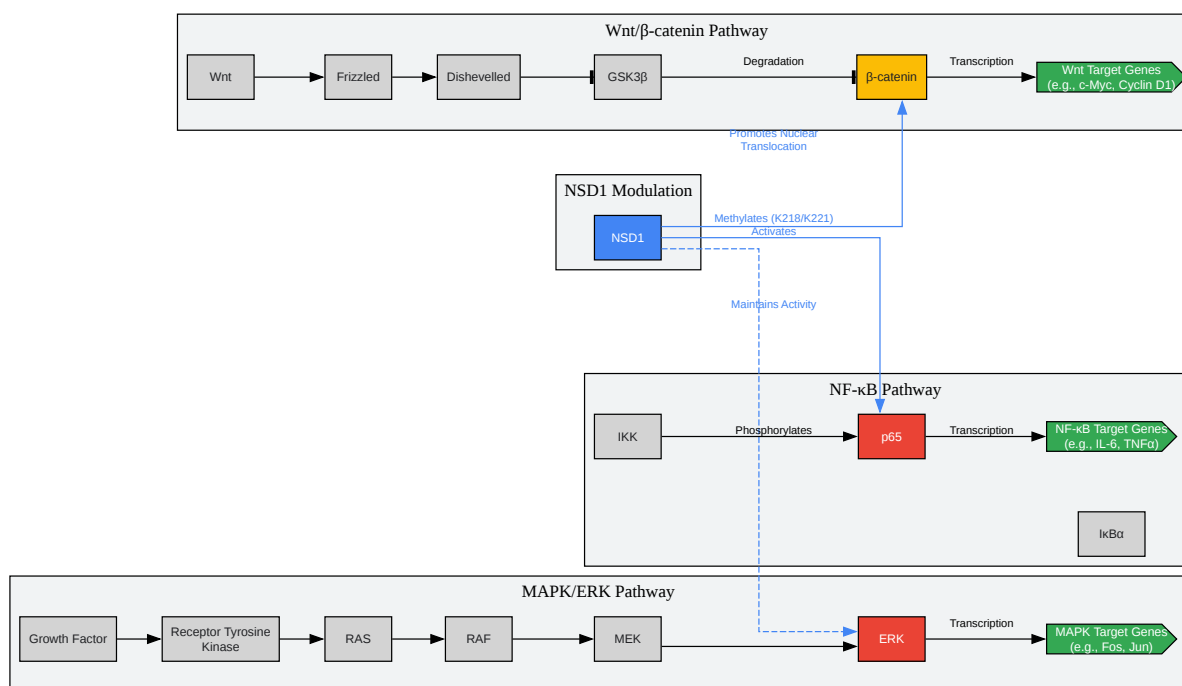 Wnt/β-catenin Pathway
Wnt
Frizzled
Dishevelled
GSK3β
Degradation
β-catenin
Transcription
Wnt Target Genes
(e.g., c-Myc, Cyclin D1)
Promotes Nuclear
Translocation
NSD1 Modulation
NSD1
Methylates (K218/K221)
Activates
Maintains Activity
NF-κB Pathway
IKK
Phosphorylates
p65
Transcription
NF-κB Target Genes
(e.g., IL-6, TNFα)
IκBα
MAPK/ERK Pathway
Growth Factor
Receptor Tyrosine
Kinase
RAS
RAF
MEK
ERK
Transcription
MAPK Target Genes
(e.g., Fos, Jun)